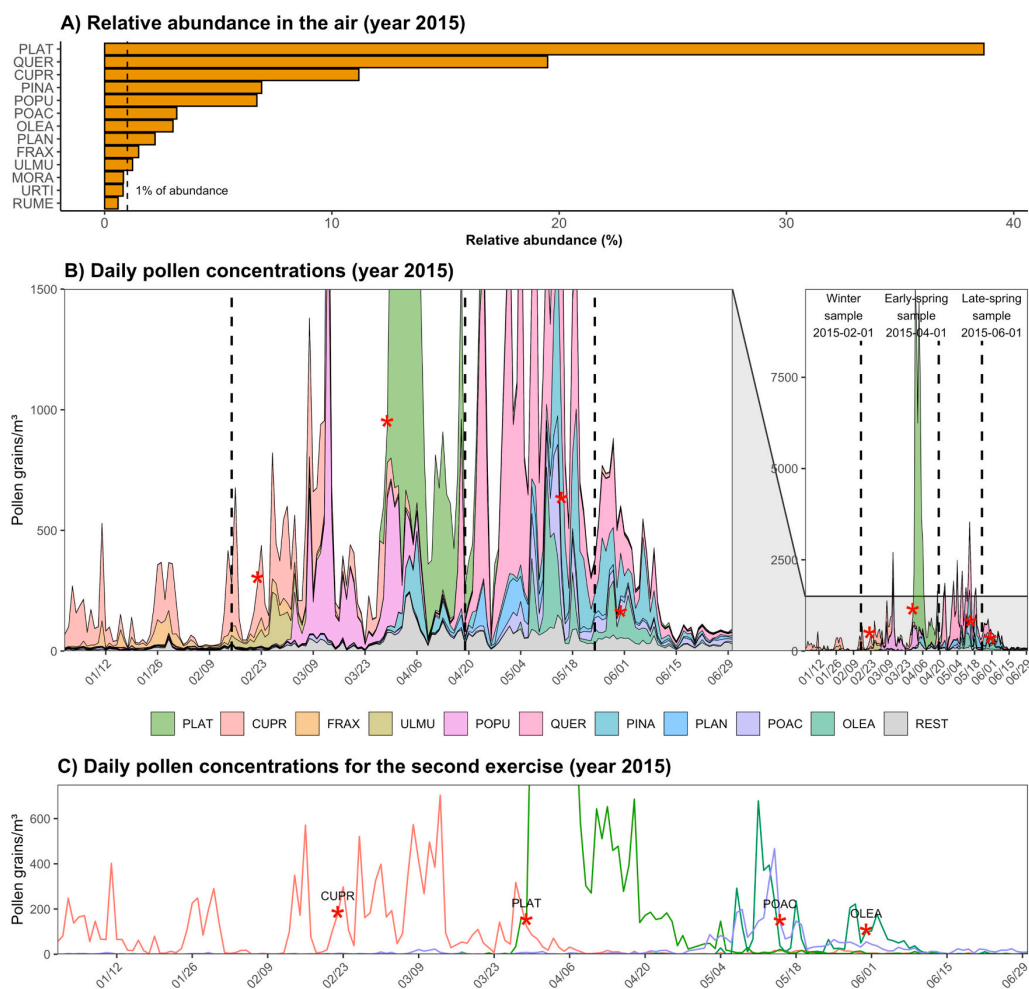 A) Relative abundance in the air (year 2015)
PLAT
QUER
CUPR
PINA
POPU
POAC
OLEA
PLAN
FRAX
ULMU
MORA
URTI
RUME
1% of abundance
0 10 20 30 40
Relative abundance (%)
B) Daily pollen concentrations (year 2015)
Pollen grains/m³
1500
1000
500
0
01/12 01/26 02/09 02/23 03/09 03/23 04/06 04/20 05/04 05/18 06/01 06/15 06/29
Winter sample 2015-02-01
Early-spring sample 2015-04-01
Late-spring sample 2015-06-01
7500
5000
2500
0
01/12 01/26 02/09 02/23 03/09 03/23 04/06 04/20 05/04 05/18 06/01 06/15 06/29
PLAT CUPR FRAX ULMU POPU QUER PINA PLAN POAC OLEA REST
C) Daily pollen concentrations for the second exercise (year 2015)
Pollen grains/m³
600
400
200
0
CUPR
PLAT
POAC
OLEA
01/12 01/26 02/09 02/23 03/09 03/23 04/06 04/20 05/04 05/18 06/01 06/15 06/29